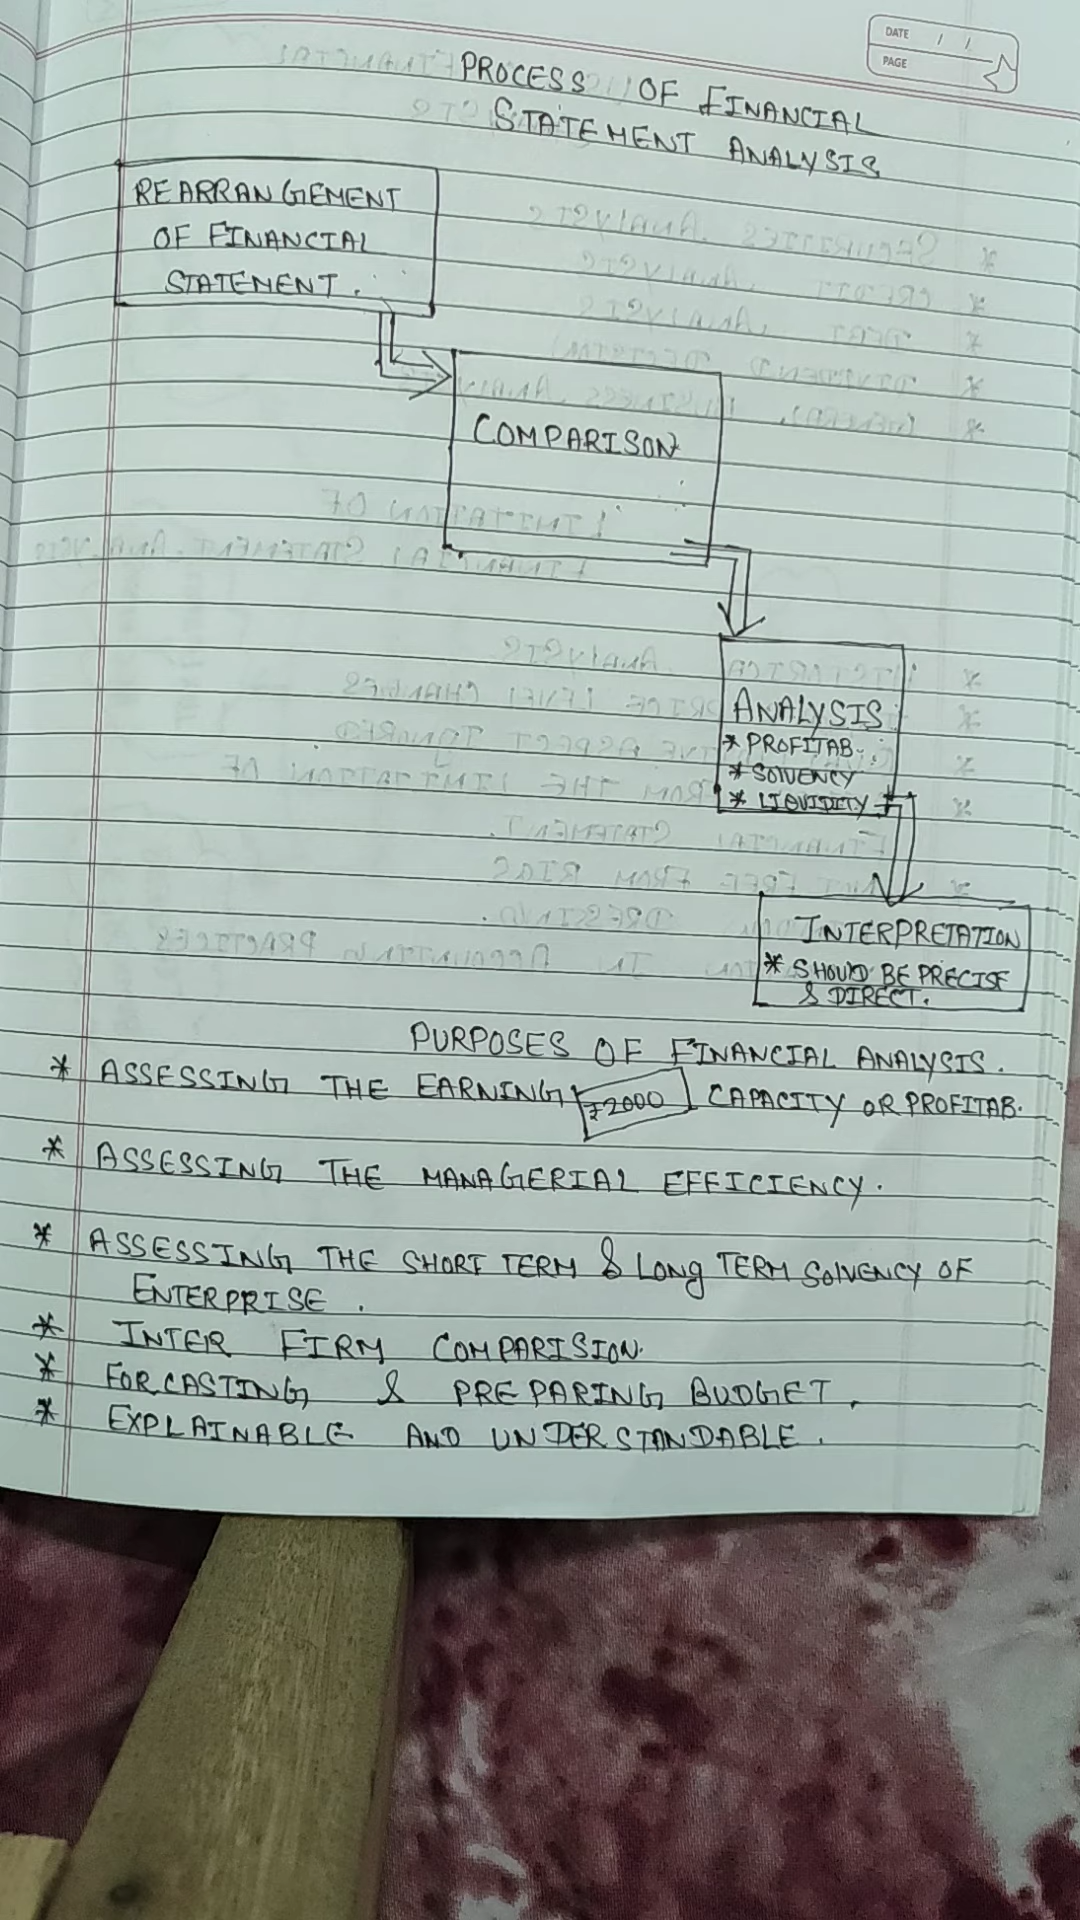 DATE / /
PAGE
PROCESS OF FINANCIAL
STATEMENT ANALYSIS
REARRANGEMENT
OF FINANCIAL
STATEMENT.
COMPARISON
ANALYSIS
* PROFITAB.
* SOLVENCY
* LIQUIDITY
INTERPRETATION
* SHOULD BE PRECISE
& DIRECT.
PURPOSES OF FINANCIAL ANALYSIS.
* ASSESSING THE EARNING ₹2000 CAPACITY OR PROFITAB.
* ASSESSING THE MANAGERIAL EFFICIENCY.
* ASSESSING THE SHORT TERM & LONG TERM SOLVENCY OF
ENTERPRISE.
* INTER FIRM COMPARISION.
* FORCASTING & PREPARING BUDGET.
* EXPLAINABLE AND UNDERSTANDABLE.